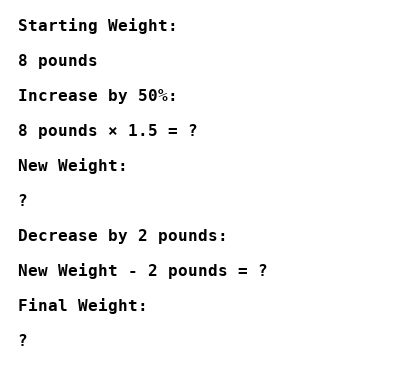 Starting Weight:
8 pounds
Increase by 50%:
8 pounds × 1.5 = ?
New Weight:
?
Decrease by 2 pounds:
New Weight - 2 pounds = ?
Final Weight:
?